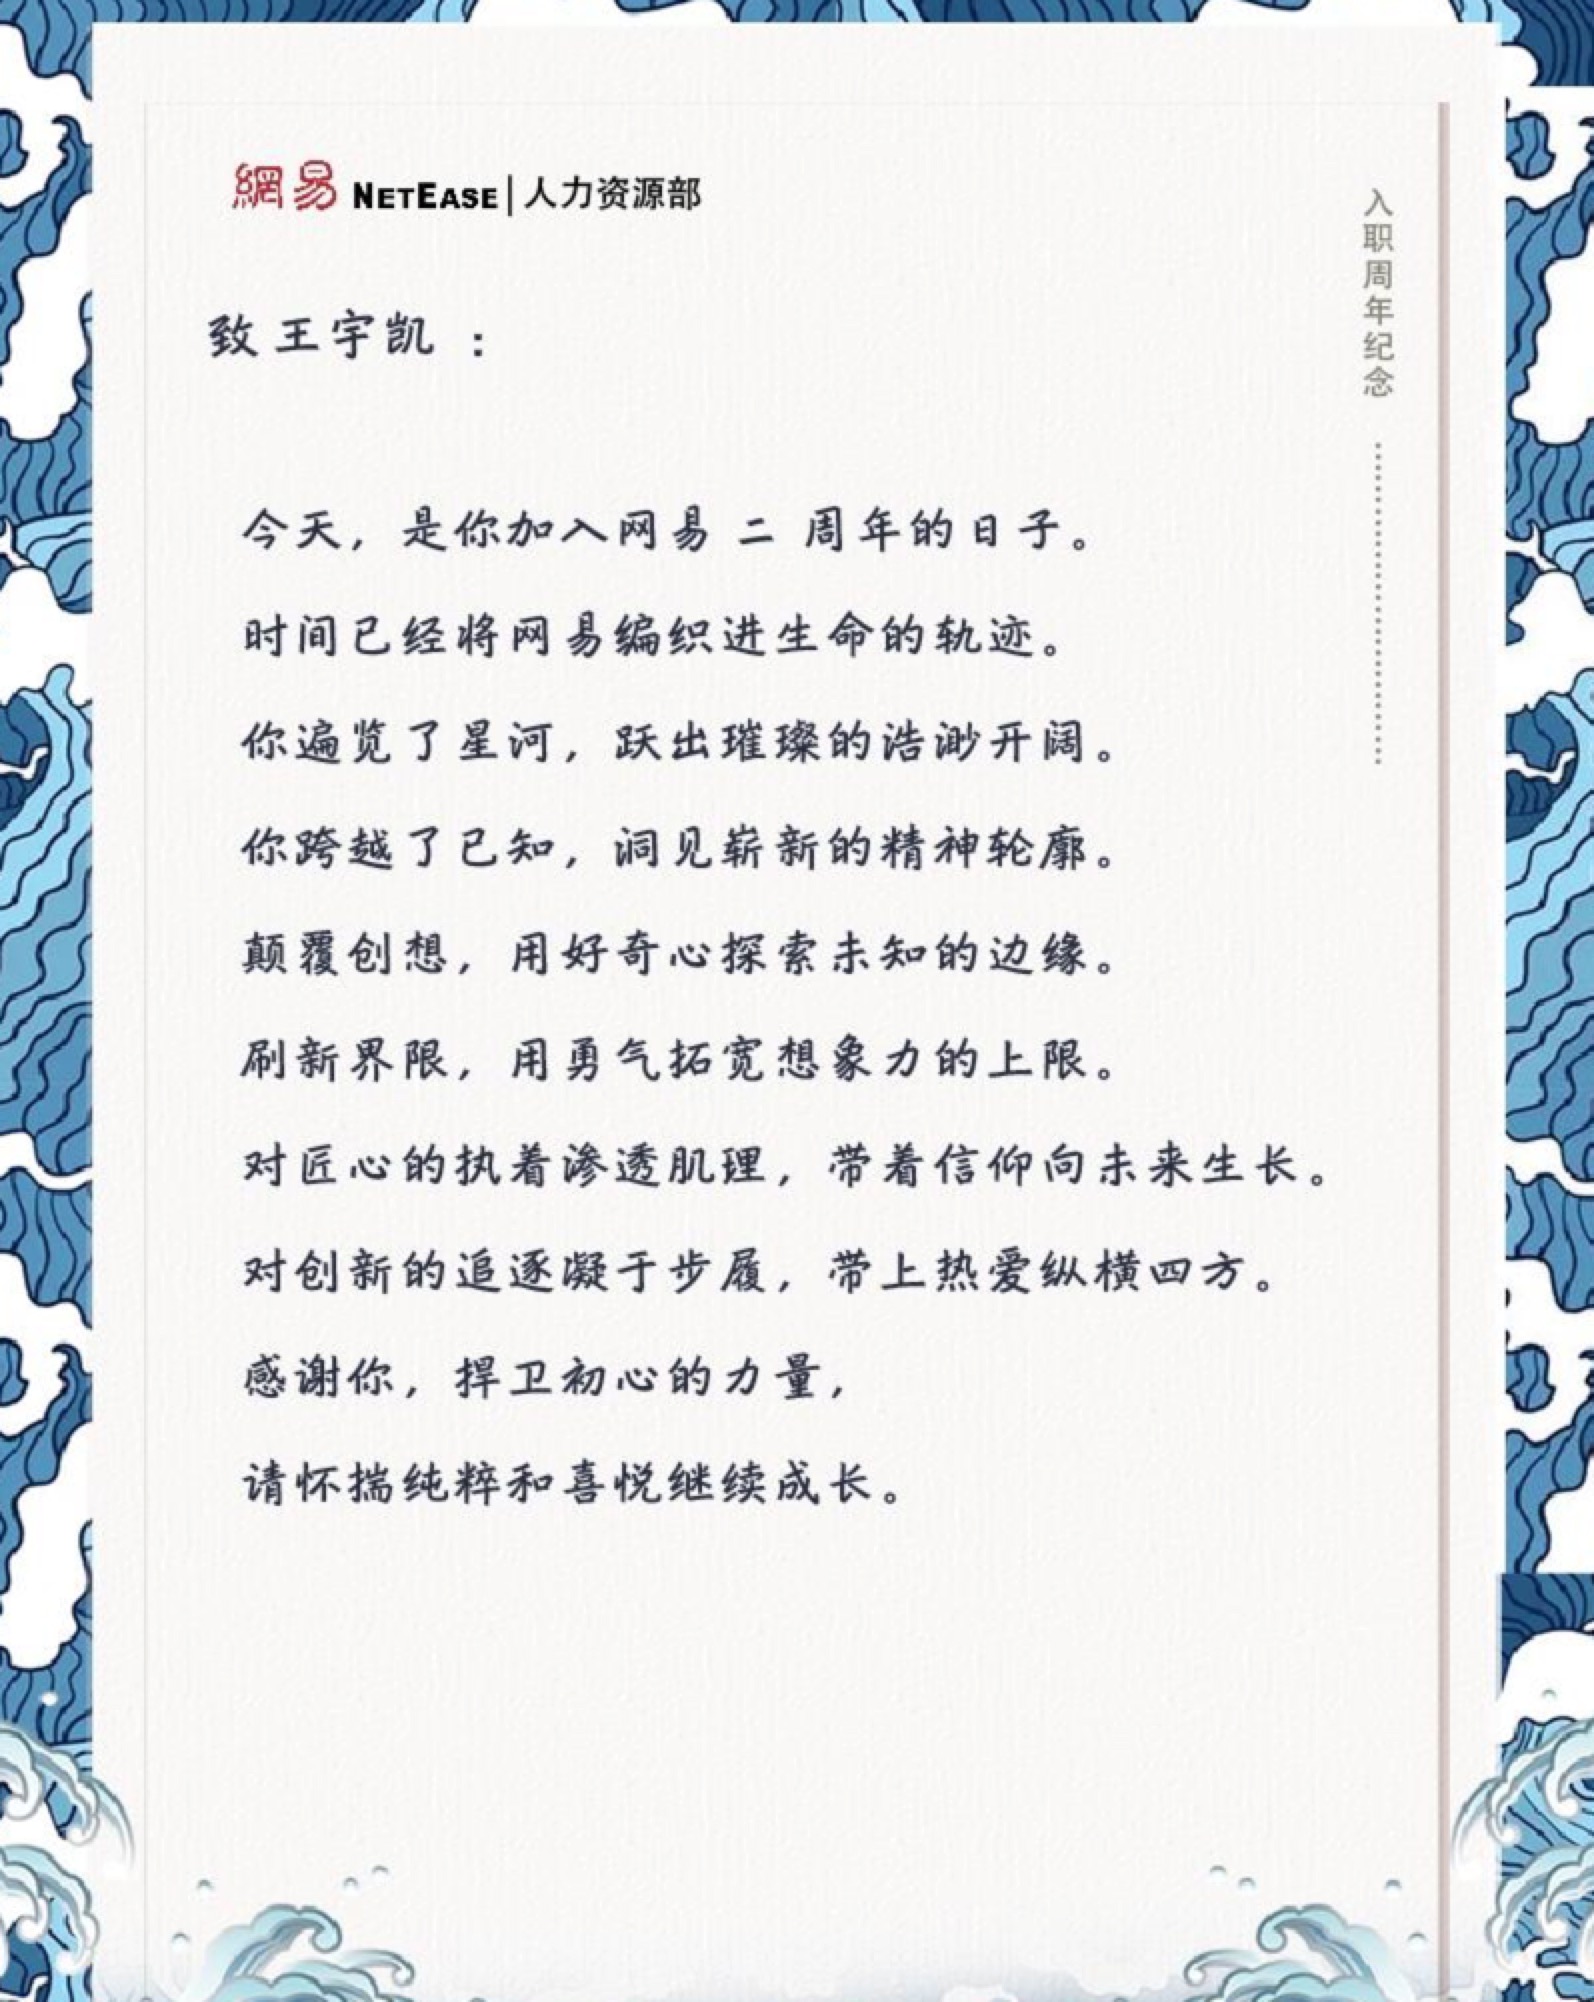 網易 NETEASE | 人力资源部
入职周年纪念
致 王宇凯 ：
今天，是你加入网易 二 周年的日子。
时间已经将网易编织进生命的轨迹。
你遍览了星河，跃出璀璨的浩渺开阔。
你跨越了已知，洞见崭新的精神轮廓。
颠覆创想，用好奇心探索未知的边缘。
刷新界限，用勇气拓宽想象力的上限。
对匠心的执着渗透肌理，带着信仰向未来生长。
对创新的追逐凝于步履，带上热爱纵横四方。
感谢你，捍卫初心的力量，
请怀揣纯粹和喜悦继续成长。